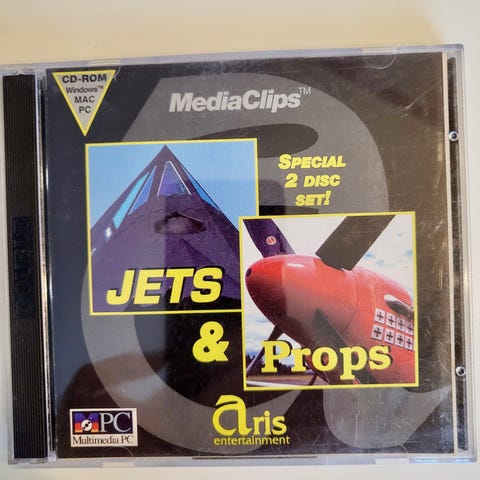 CD-ROM
Windows™
MAC
PC
MediaClips™
SPECIAL
2 DISC
SET!
JETS
&
Props
MPC
Multimedia PC
aris
entertainment